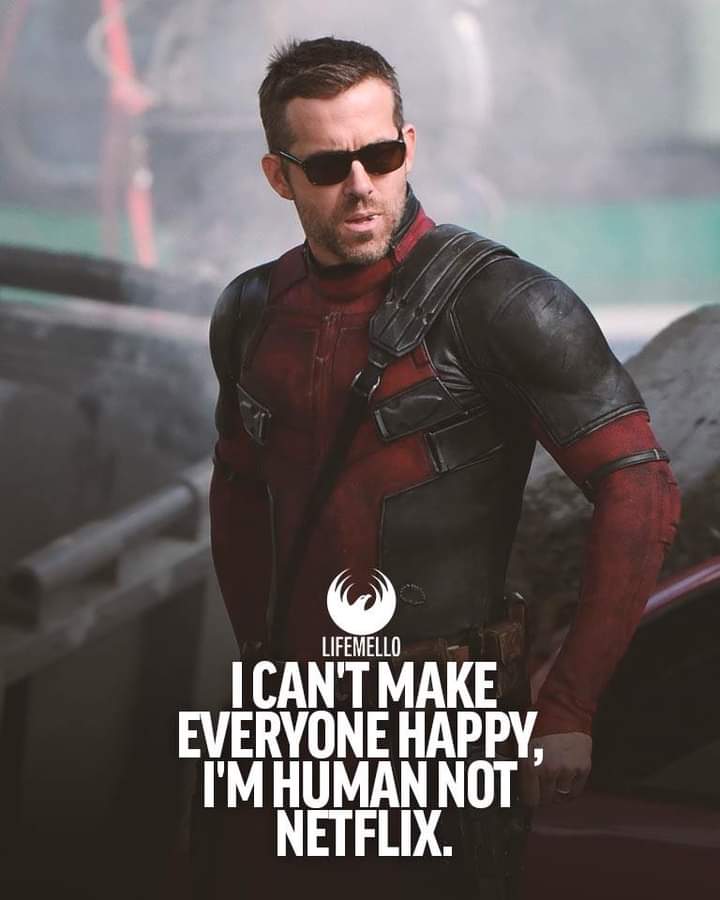 LIFEMELLO
I CAN'T MAKE
EVERYONE HAPPY,
I'M HUMAN NOT
NETFLIX.